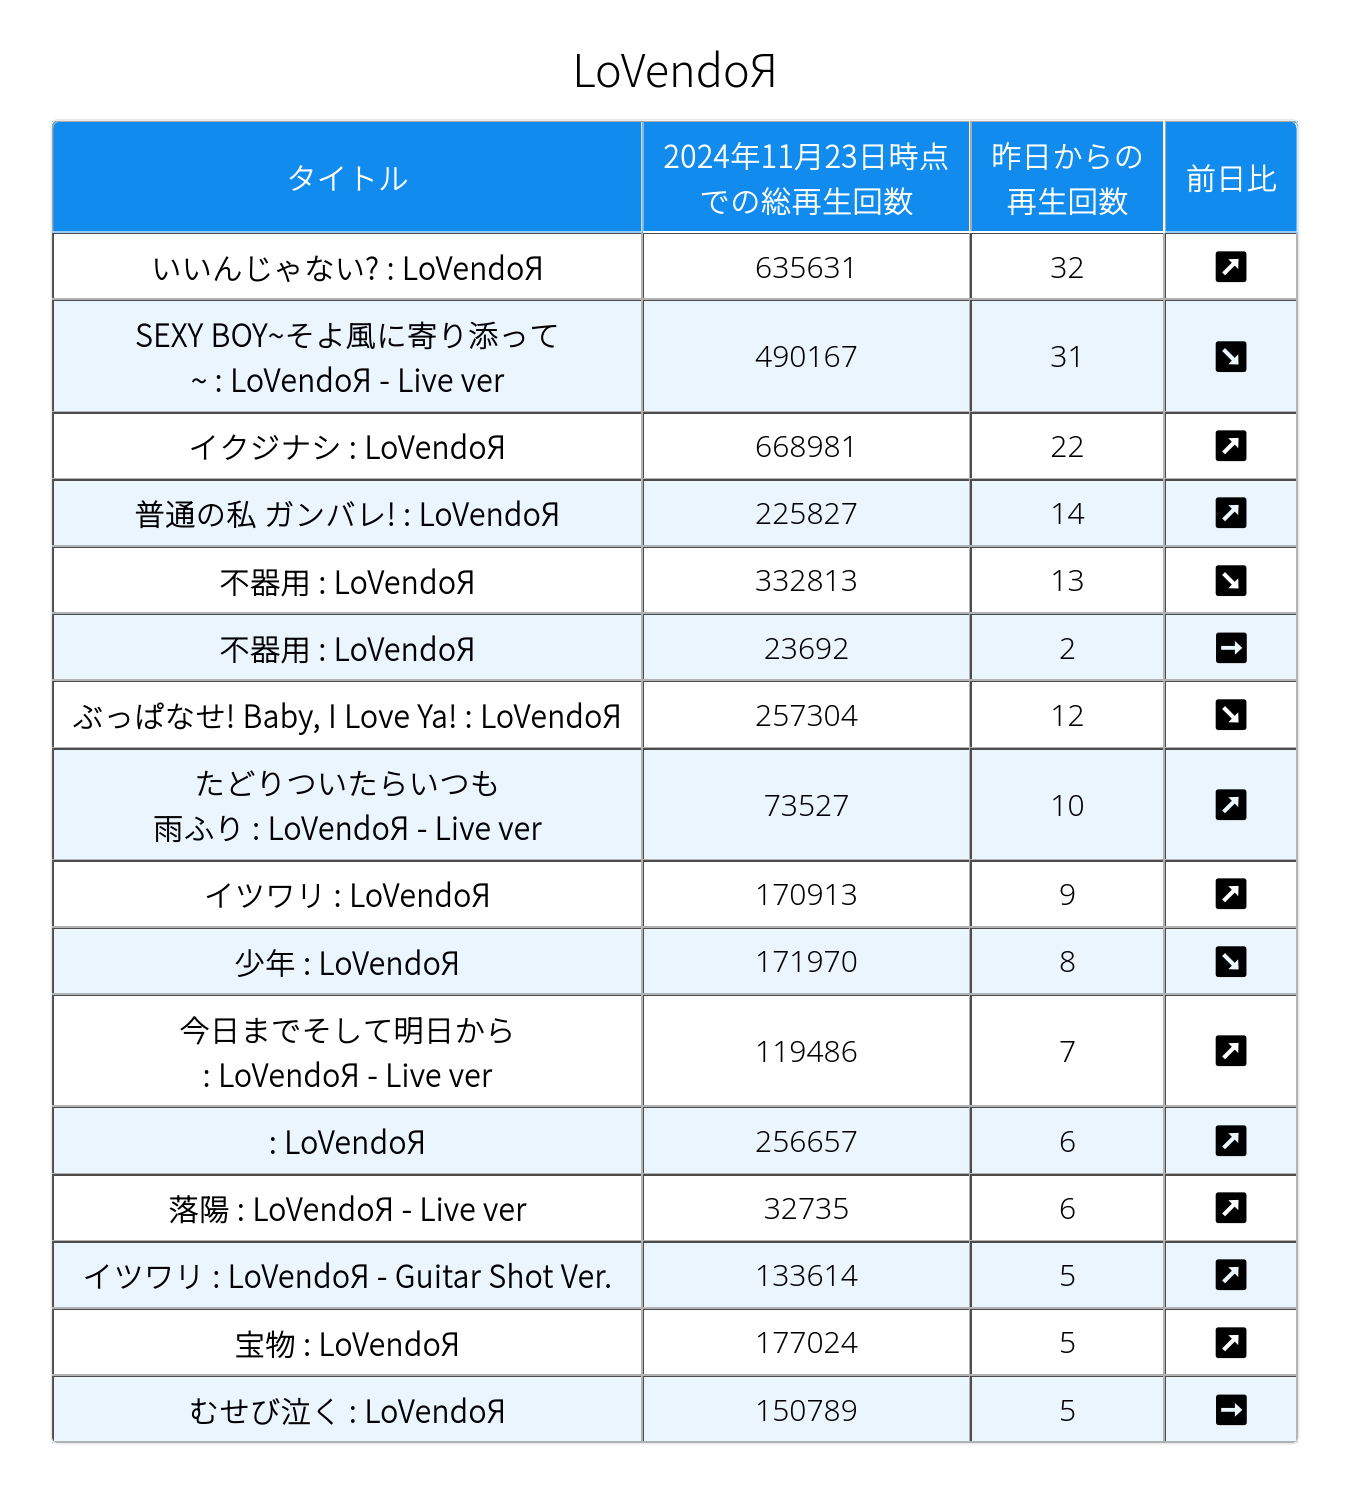 LoVendoЯ
タイトル
2024年11月23日時点
での総再生回数
昨日からの
再生回数
前日比
いいんじゃない? : LoVendoЯ 635631 32 ↗
SEXY BOY~そよ風に寄り添って
~ : LoVendoЯ - Live ver 490167 31 ↘
イクジナシ : LoVendoЯ 668981 22 ↗
普通の私 ガンバレ! : LoVendoЯ 225827 14 ↗
不器用 : LoVendoЯ 332813 13 ↘
不器用 : LoVendoЯ 23692 2 →
ぶっぱなせ! Baby, I Love Ya! : LoVendoЯ 257304 12 ↘
たどりついたらいつも
雨ふり : LoVendoЯ - Live ver 73527 10 ↗
イツワリ : LoVendoЯ 170913 9 ↗
少年 : LoVendoЯ 171970 8 ↘
今日までそして明日から
: LoVendoЯ - Live ver 119486 7 ↗
: LoVendoЯ 256657 6 ↗
落陽 : LoVendoЯ - Live ver 32735 6 ↗
イツワリ : LoVendoЯ - Guitar Shot Ver. 133614 5 ↗
宝物 : LoVendoЯ 177024 5 ↗
むせび泣く : LoVendoЯ 150789 5 →